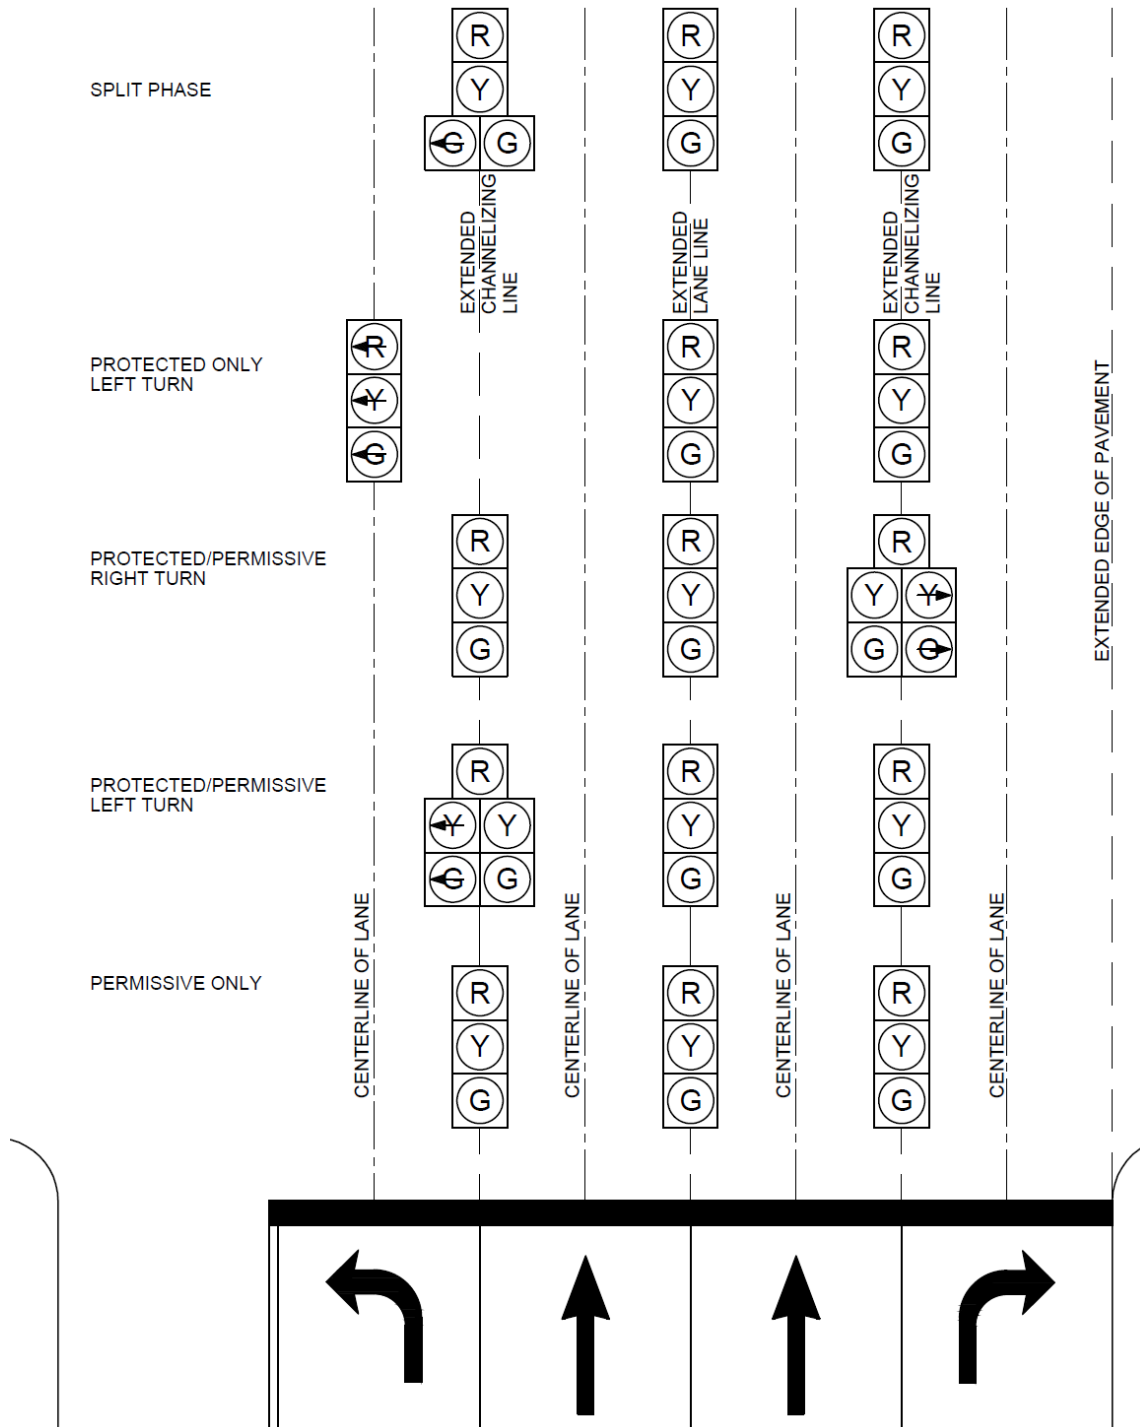 R R R
SPLIT PHASE
Y Y Y
G G G G
EXTENDED
CHANNELIZING
LINE
EXTENDED
LANE LINE
EXTENDED
CHANNELIZING
LINE
R R R
PROTECTED ONLY
LEFT TURN
Y Y Y
G G G
EXTENDED EDGE OF PAVEMENT
R R R
PROTECTED/PERMISSIVE
RIGHT TURN
Y Y Y Y
G G G G
R R R
PROTECTED/PERMISSIVE
LEFT TURN
Y Y Y Y
G G G G
CENTERLINE OF LANE
CENTERLINE OF LANE
CENTERLINE OF LANE
CENTERLINE OF LANE
PERMISSIVE ONLY
R R R
Y Y Y
G G G